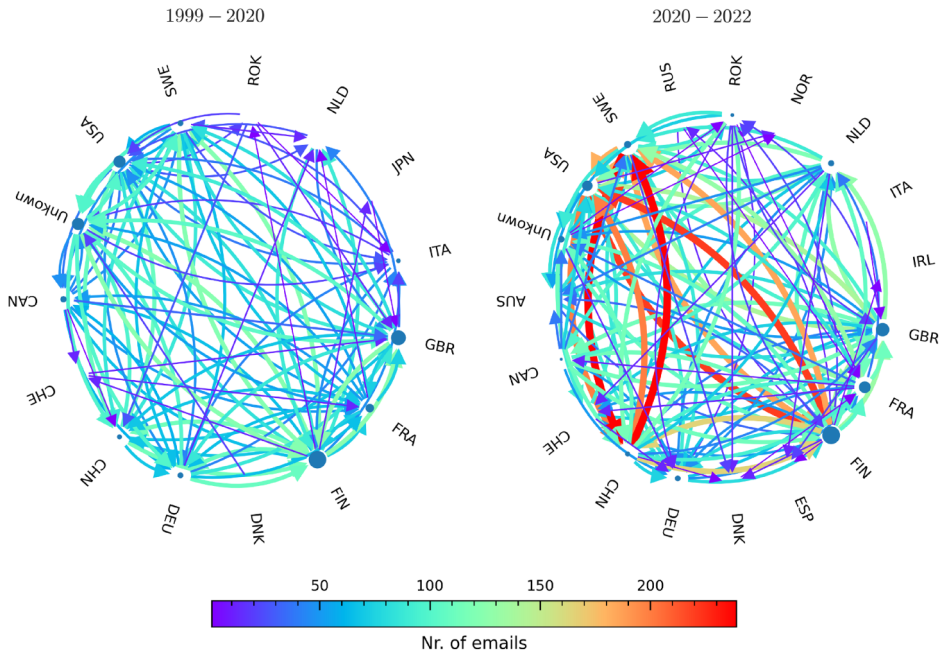 1999 – 2020
2020 – 2022
SWE
ROK
NLD
JPN
ITA
GBR
FRA
FIN
DNK
DEU
CHN
CHE
CAN
Unkown
USA
SWE
RUS
ROK
NOR
NLD
ITA
IRL
GBR
FRA
FIN
ESP
DNK
DEU
CHN
CHE
CAN
AUS
Unkown
USA
50 100 150 200
Nr. of emails